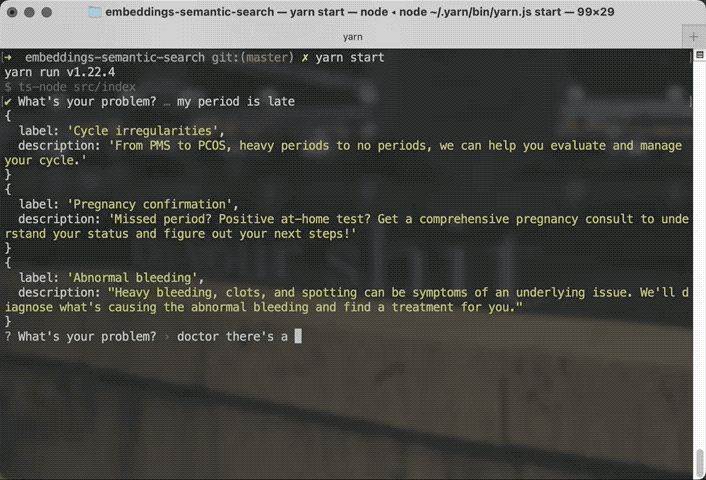 embeddings-semantic-search — yarn start — node ◂ node ~/.yarn/bin/yarn.js start — 99×29
yarn
➜  embeddings-semantic-search git:(master) ✗ yarn start
yarn run v1.22.4
$ ts-node src/index
✔ What's your problem? … my period is late
{
  label: 'Cycle irregularities',
  description: 'From PMS to PCOS, heavy periods to no periods, we can help you evaluate and manage
your cycle.'
}
{
  label: 'Pregnancy confirmation',
  description: 'Missed period? Positive at-home test? Get a comprehensive pregnancy consult to unde
rstand your status and figure out your next steps!'
}
{
  label: 'Abnormal bleeding',
  description: "Heavy bleeding, clots, and spotting can be symptoms of an underlying issue. We'll d
iagnose what's causing the abnormal bleeding and find a treatment for you."
}
? What's your problem? › doctor there's a